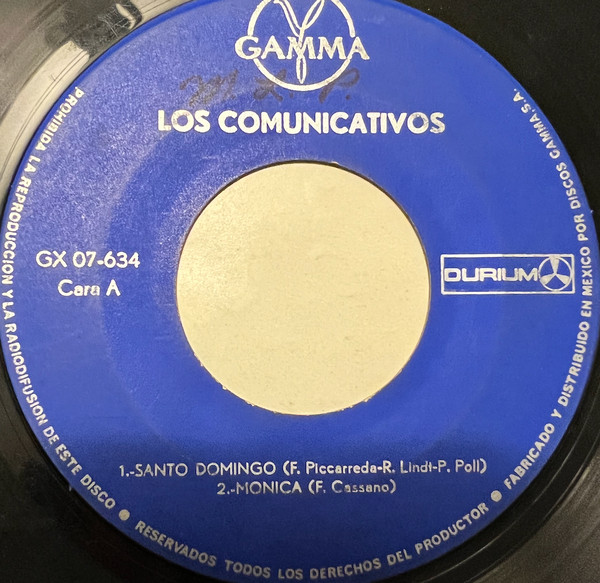 GAMMA
LOS COMUNICATIVOS
GX 07-634
Cara A
DURIUM
1.-SANTO DOMINGO (F. Piccarreda-R. Lindt-P. Poli)
2.-MONICA (F. Cassano)
PROHIBIDA LA REPRODUCCION Y LA RADIODIFUSION DE ESTE DISCO ● RESERVADOS TODOS LOS DERECHOS DEL PRODUCTOR ● FABRICADO Y DISTRIBUIDO EN MEXICO POR DISCOS GAMMA, S.A.